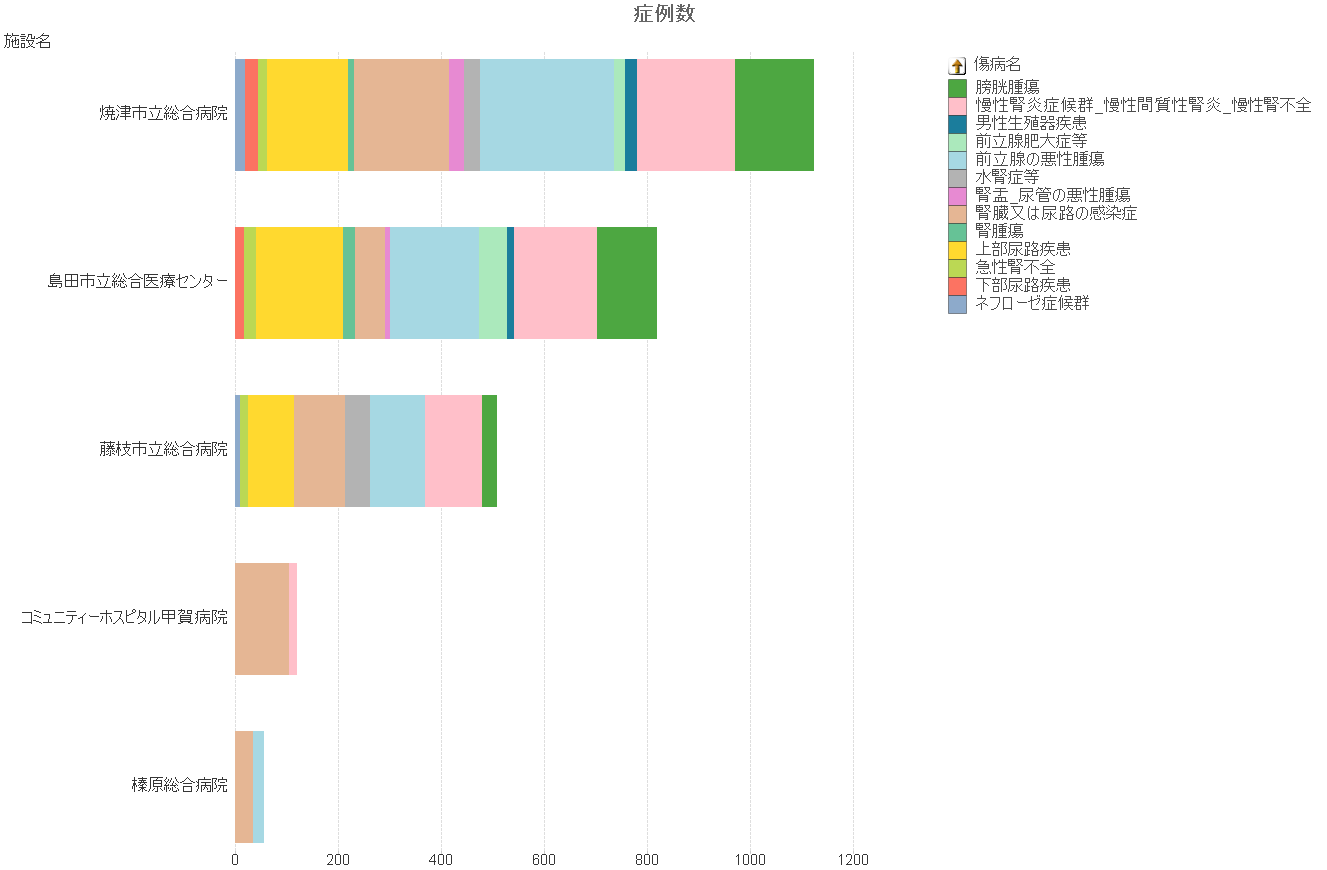 症例数
施設名
焼津市立総合病院
島田市立総合医療センター
藤枝市立総合病院
コミュニティーホスピタル甲賀病院
榛原総合病院
0 200 400 600 800 1000 1200
傷病名
膀胱腫瘍
慢性腎炎症候群_慢性間質性腎炎_慢性腎不全
男性生殖器疾患
前立腺肥大症等
前立腺の悪性腫瘍
水腎症等
腎盂_尿管の悪性腫瘍
腎臓又は尿路の感染症
腎腫瘍
上部尿路疾患
急性腎不全
下部尿路疾患
ネフローゼ症候群